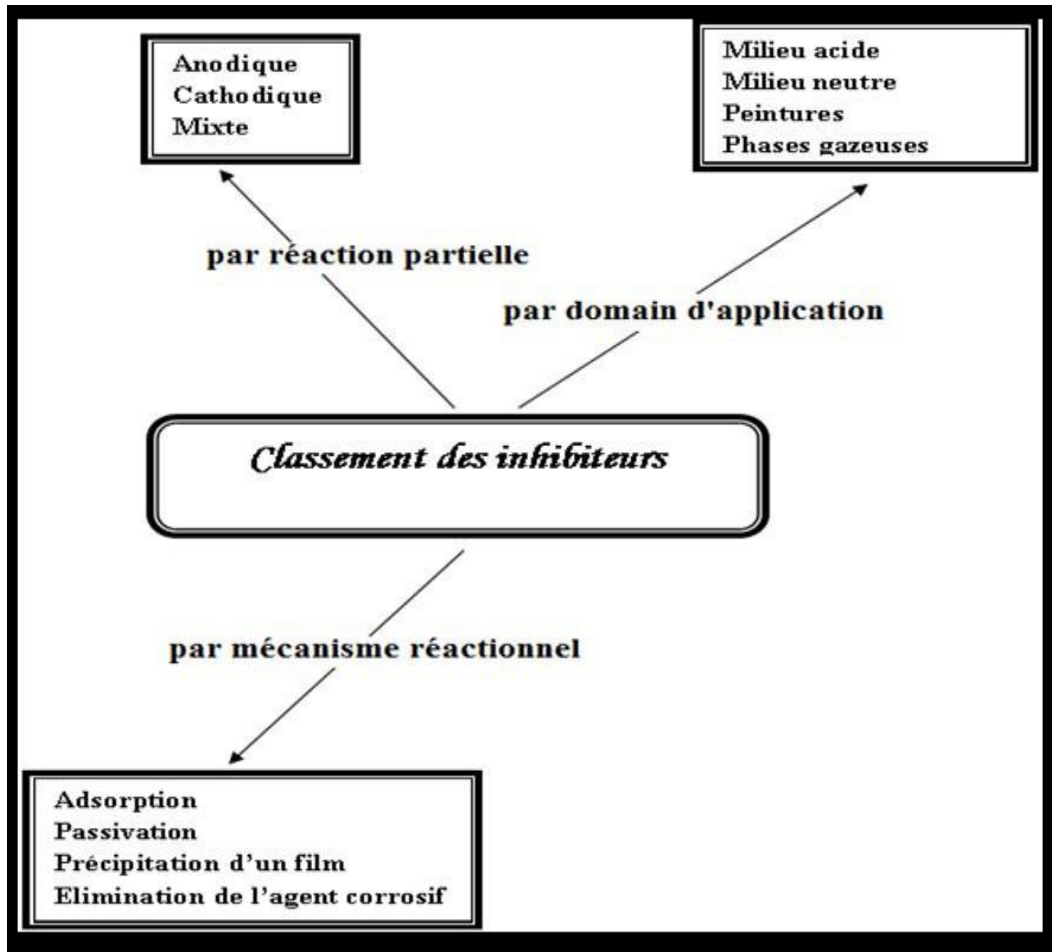 Anodique
Cathodique
Mixte
Milieu acide
Milieu neutre
Peintures
Phases gazeuses
par réaction partielle
par domain d'application
Classement des inhibiteurs
par mécanisme réactionnel
Adsorption
Passivation
Précipitation d’un film
Elimination de l’agent corrosif